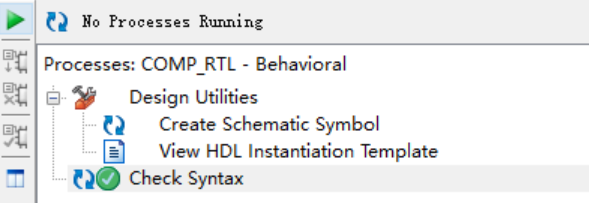 No Processes Running
Processes: COMP_RTL - Behavioral
Design Utilities
Create Schematic Symbol
View HDL Instantiation Template
Check Syntax